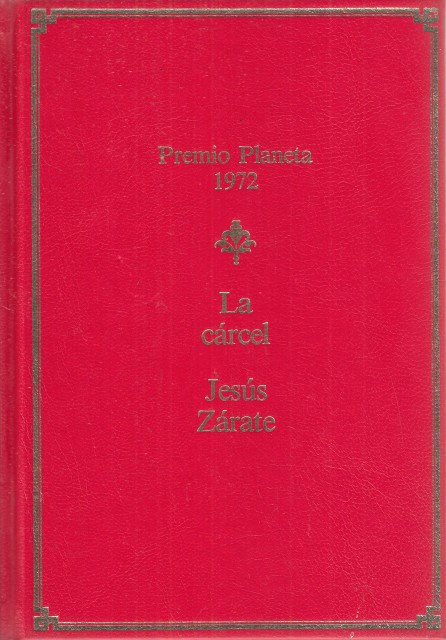 Premio Planeta
1972
La
cárcel
Jesús
Zárate